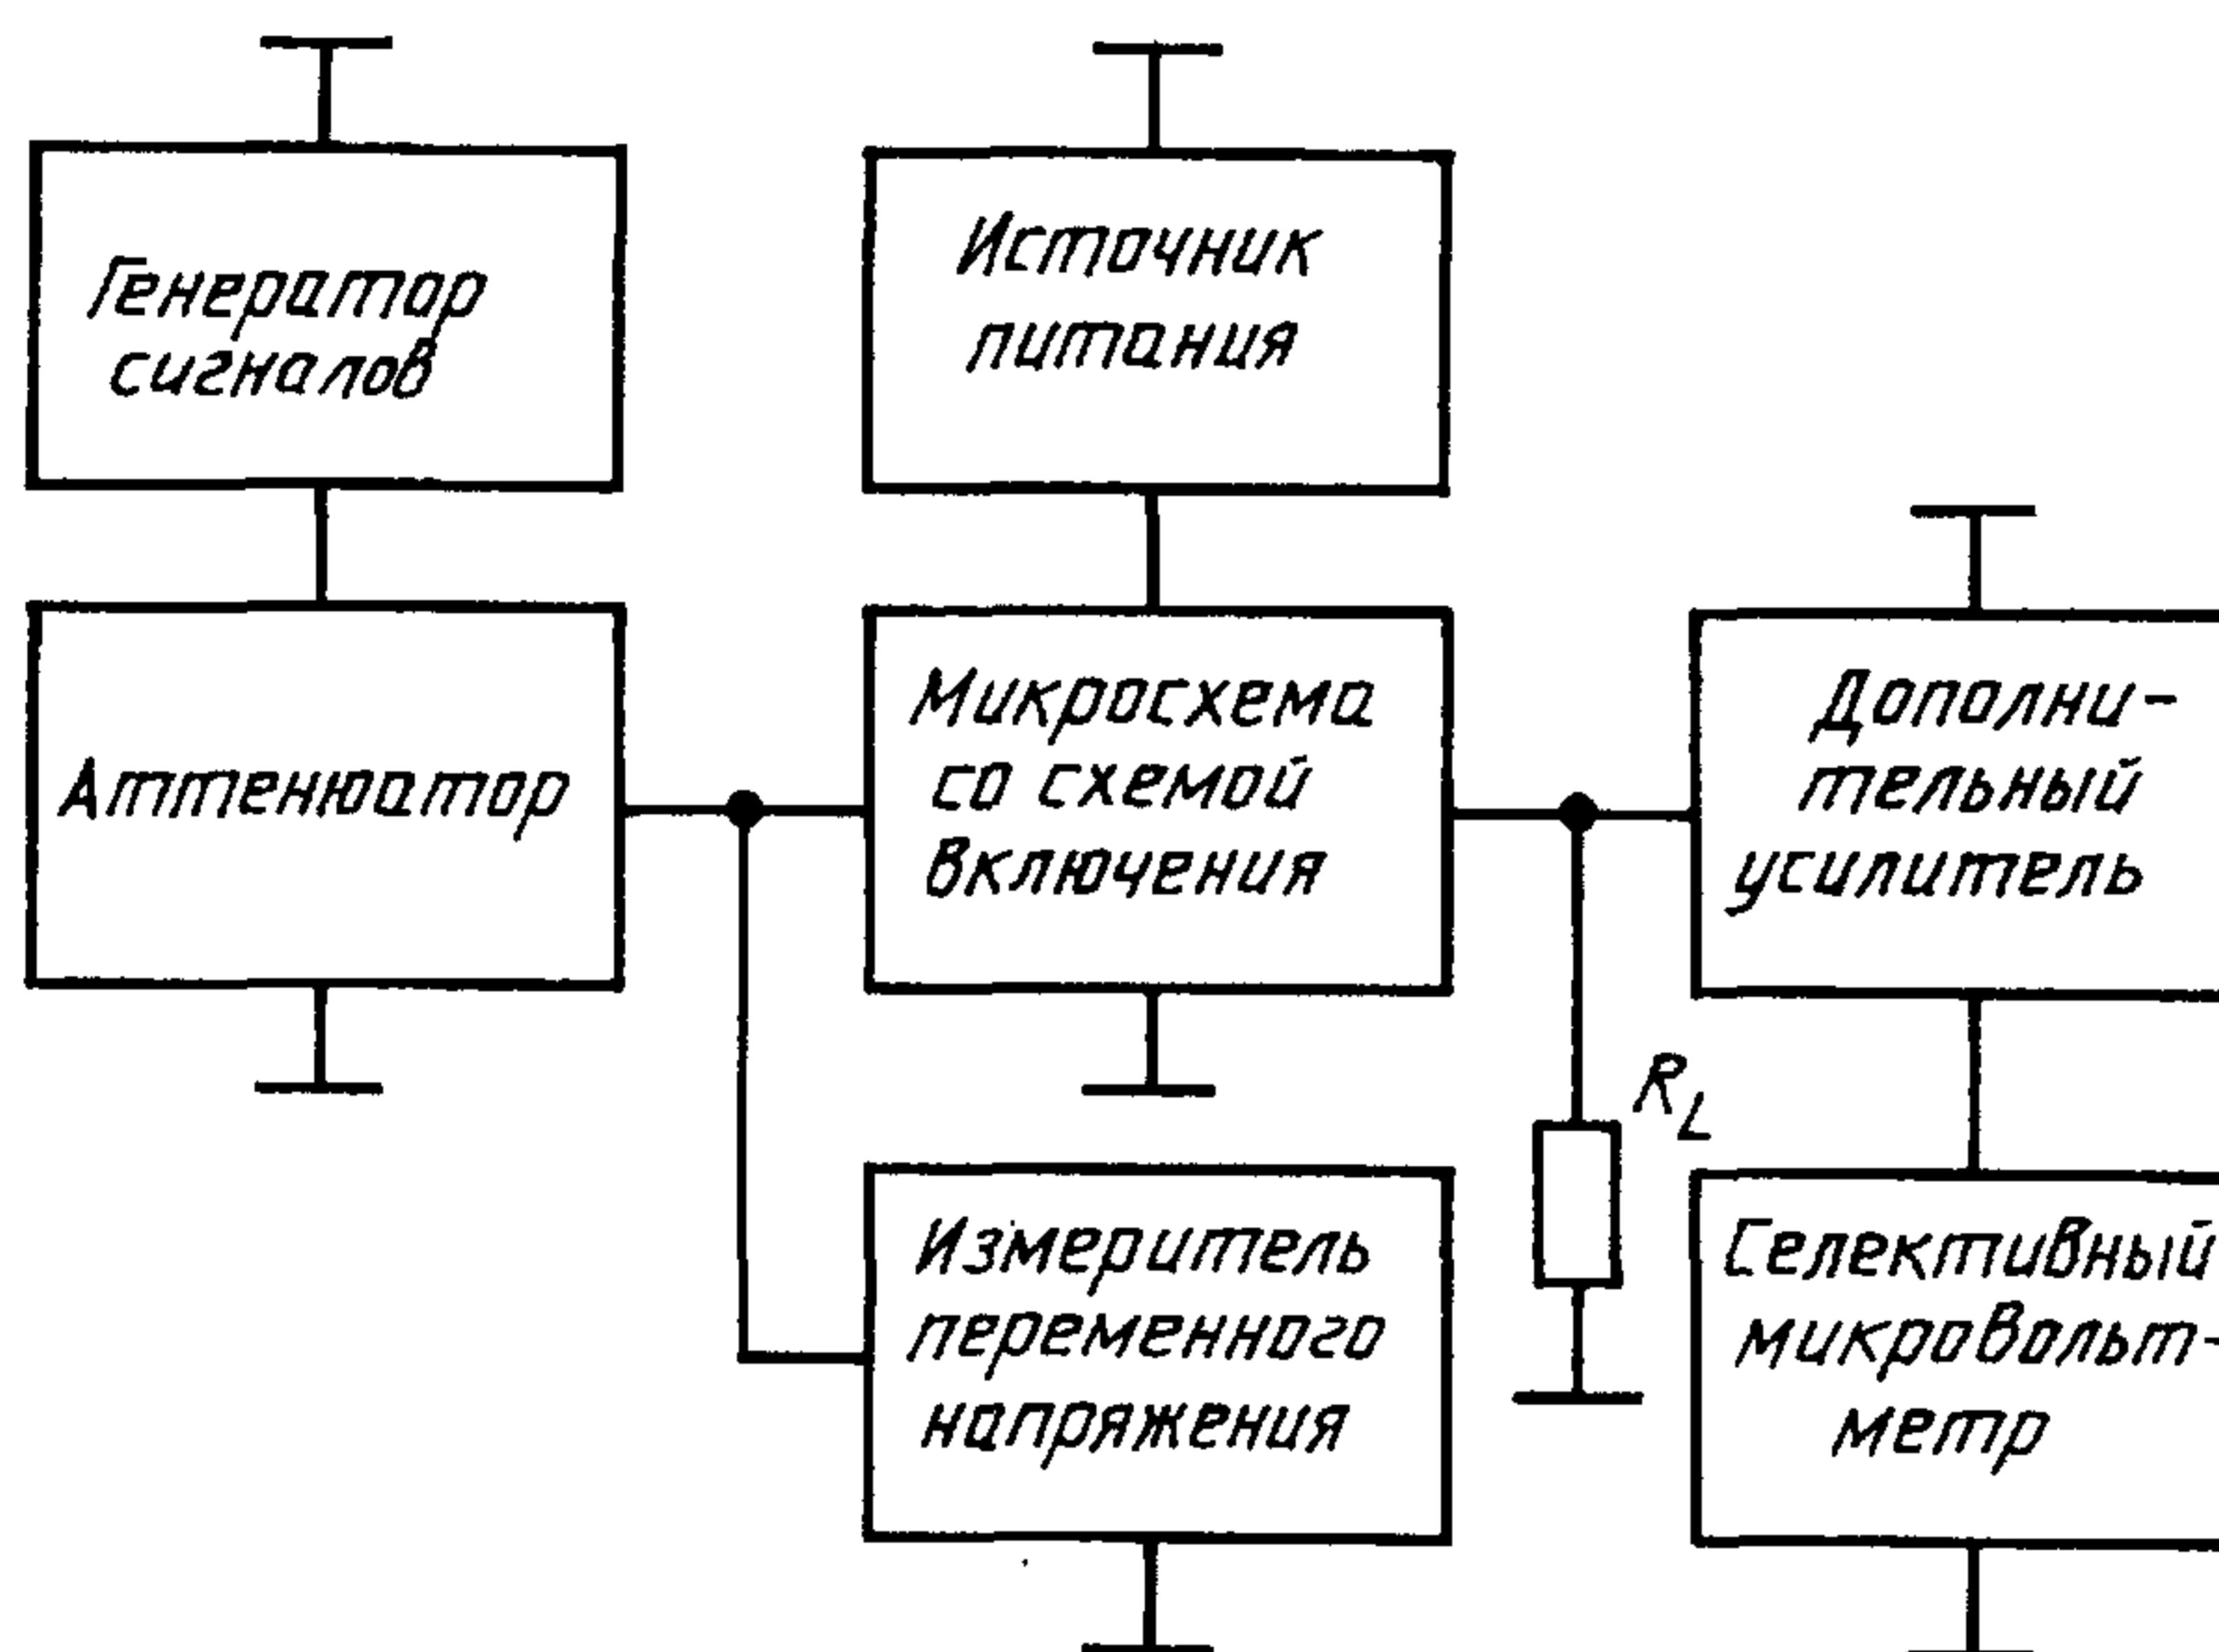 Генератор
сигналов
Источник
питания
Аттенюатор
Микросхема
со схемой
включения
Дополни-
тельный
усилитель
R_L
Измеритель
переменного
напряжения
Селективный
микровольт-
метр